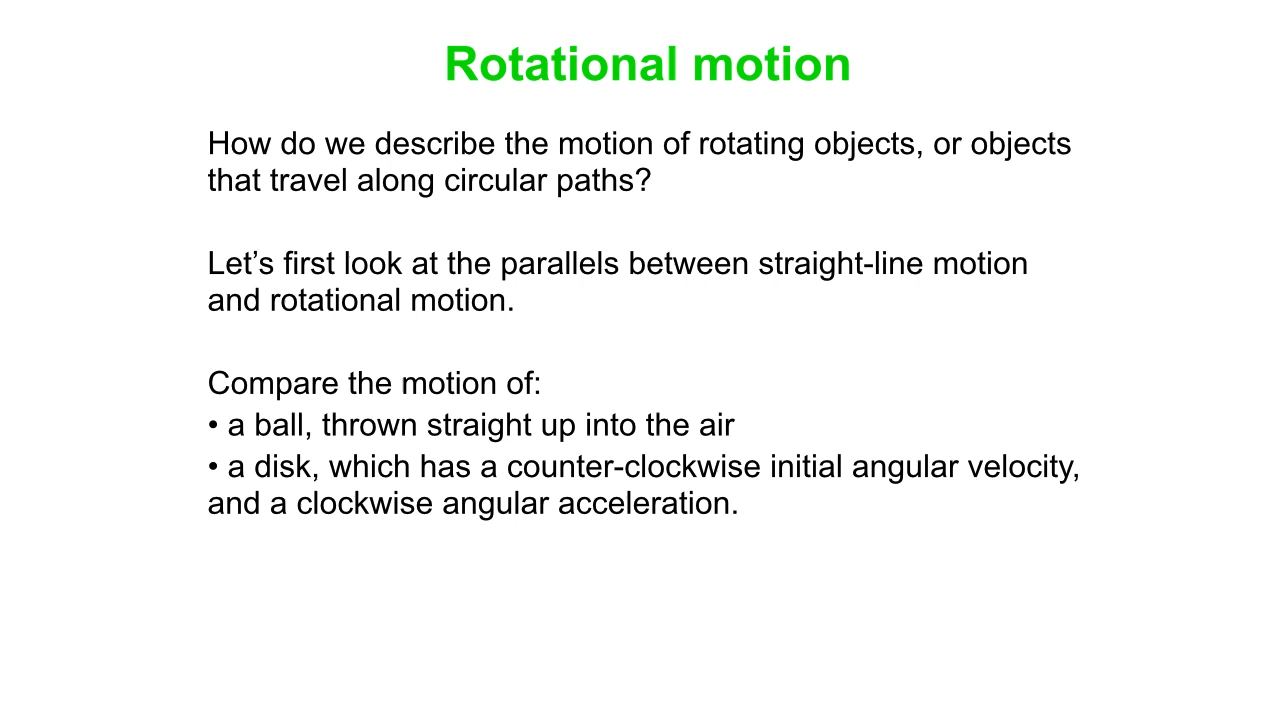 Rotational motion
How do we describe the motion of rotating objects, or objects
that travel along circular paths?
Let’s first look at the parallels between straight-line motion
and rotational motion.
Compare the motion of:
• a ball, thrown straight up into the air
• a disk, which has a counter-clockwise initial angular velocity,
and a clockwise angular acceleration.